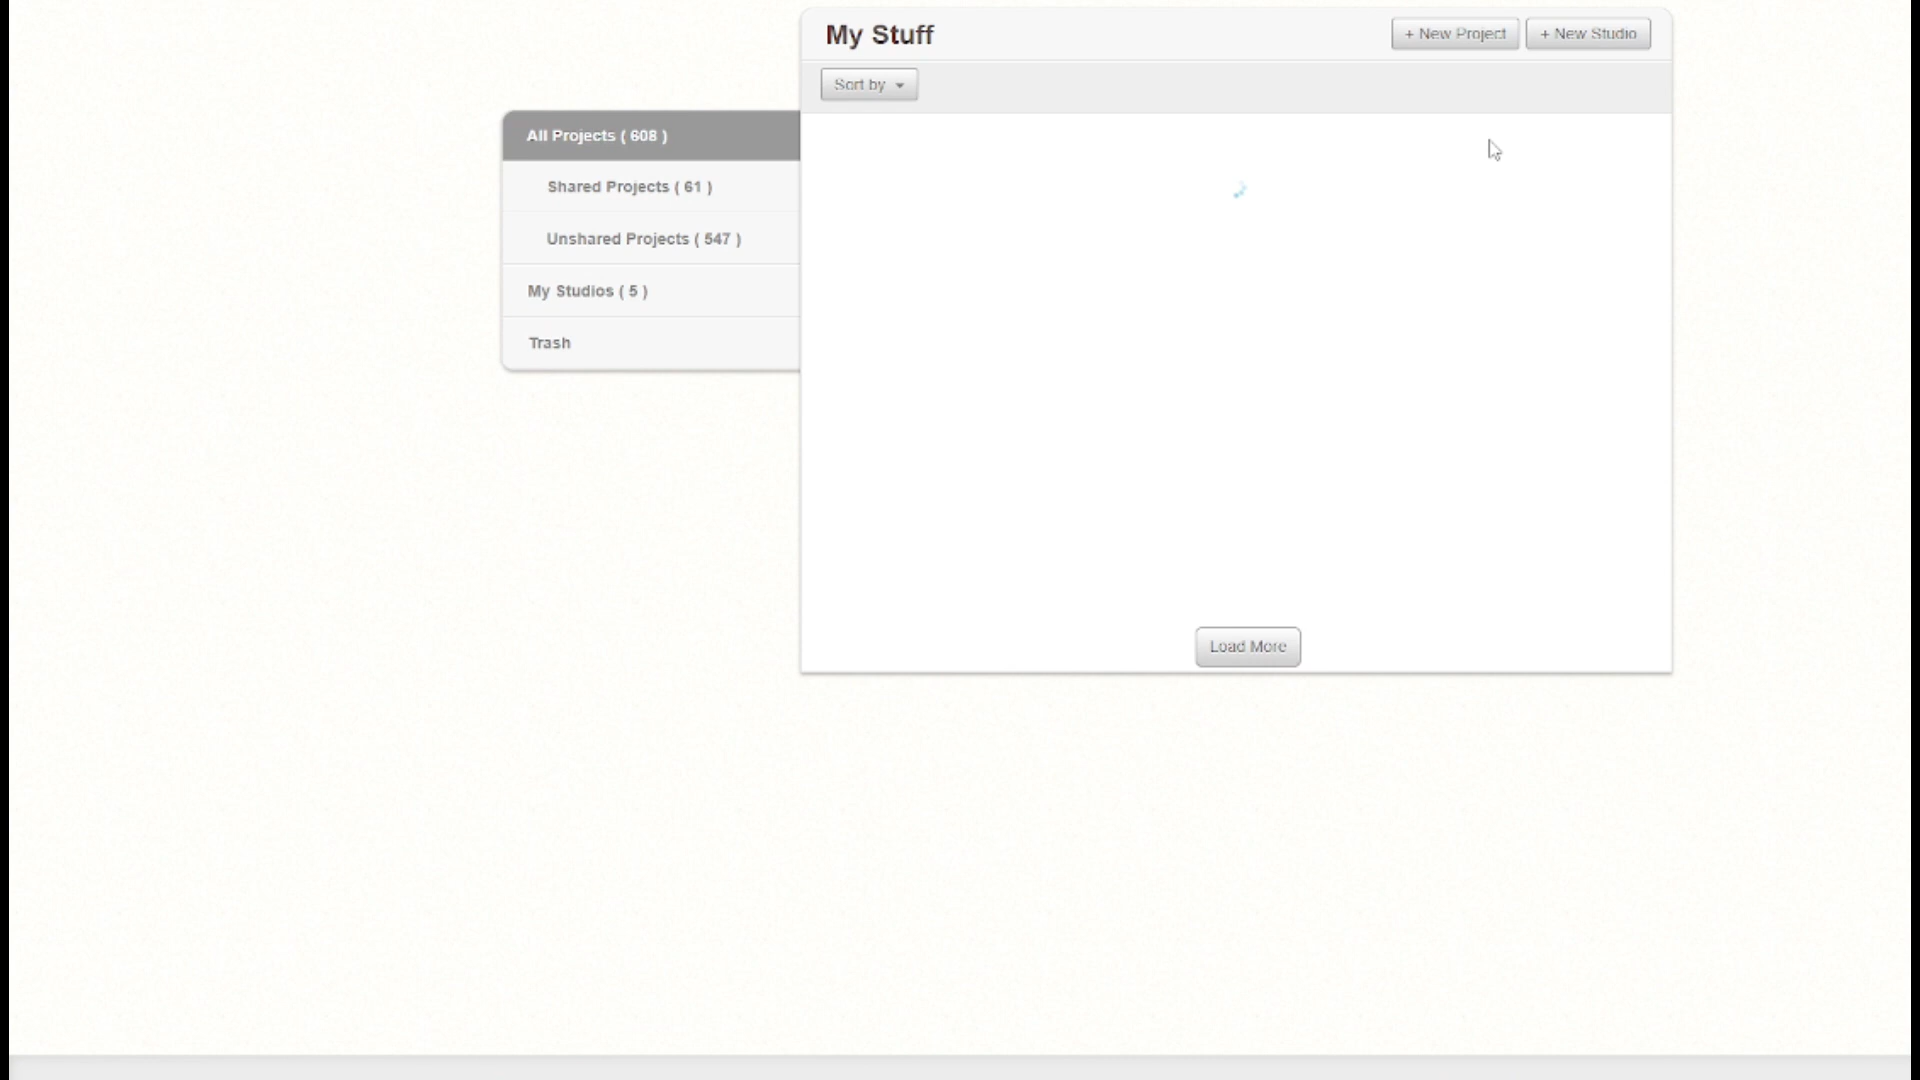 My Stuff
+ New Project
+ New Studio
Sort by
All Projects ( 608 )
Shared Projects ( 61 )
Unshared Projects ( 547 )
My Studios ( 5 )
Trash
Load More